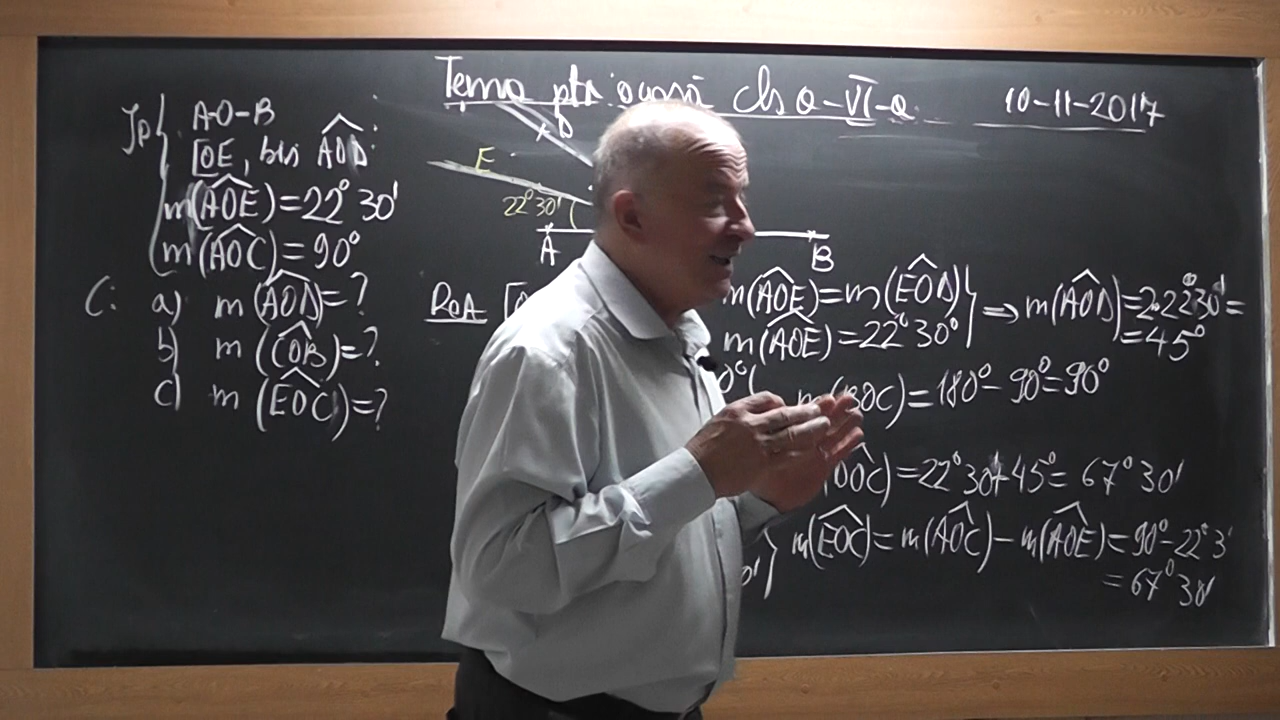 Tema ptr. acasă cls a-VI-a 10-11-2017
Jp A-O-B
[OE, bis AOD
m(AOE)=22°30'
m(AOC)=90°
C: a) m(AOD)=?
b) m(COB)=?
c) m(EOC)=?
D
E
22°30'
A
B
RezA [O
m(AOE)=m(EOD) ⇒ m(AOD)=2·22°30'=
m(AOE)=22°30' =45°
m(BOC)=180°-90°=90°
DOC)=22°30'+45°=67°30'
m(EOC)=m(AOC)-m(AOE)=90°-22°3
=67°30'